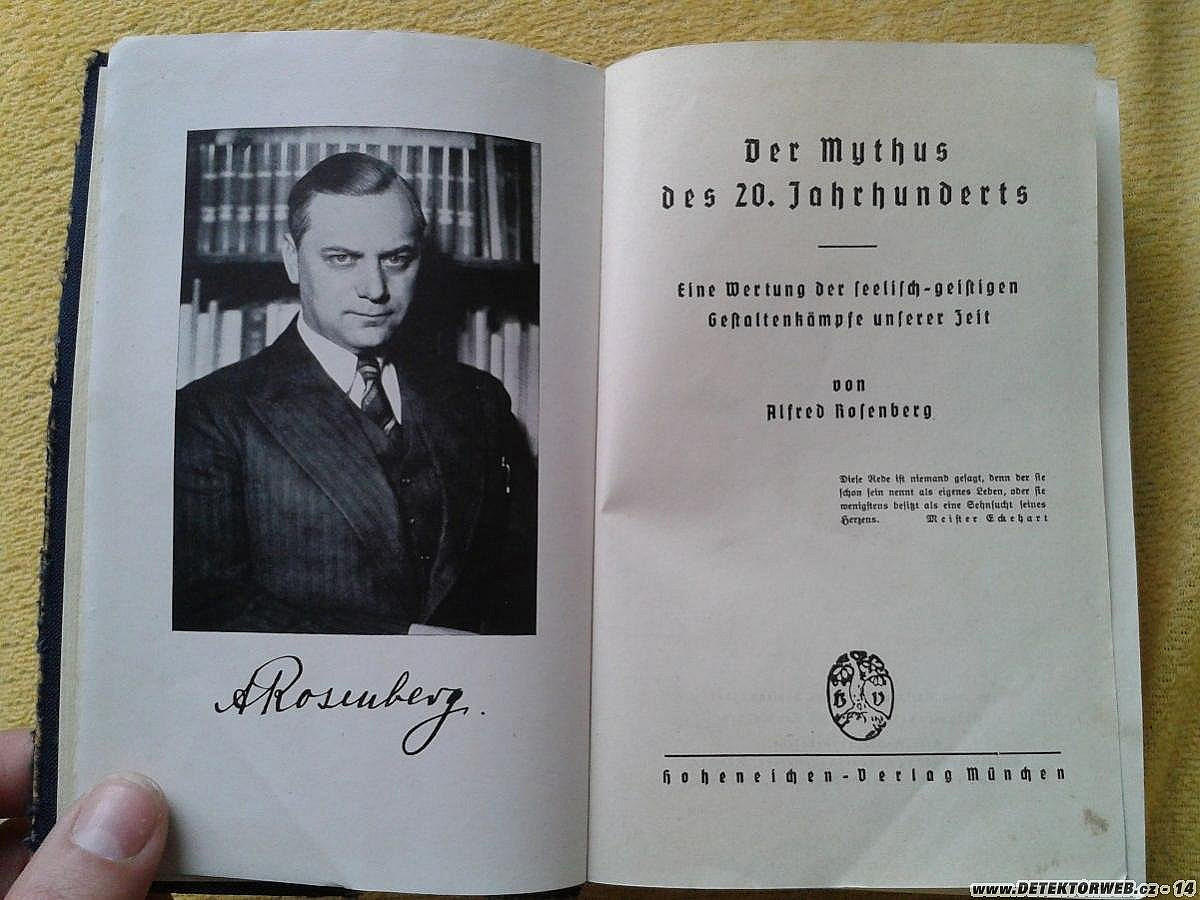 ARosenberg.
Der Mythus
des 20. Jahrhunderts
Eine Wertung der seelisch-geistigen
Gestaltenkämpfe unserer Zeit
von
Alfred Rosenberg
Diese Rede ist niemand gesagt, denn der sie
schon sein nennt als eigenes Leben, oder sie
wenigstens besitzt als eine Sehnsucht seines
Herzens. Meister Eckehart
H V
Hoheneichen-Verlag München
www.DETEKTORWEB.cz - 14